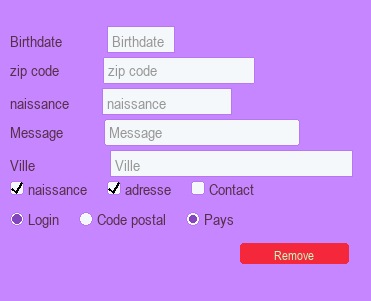 Birthdate Birthdate
zip code zip code
naissance naissance
Message Message
Ville Ville
naissance adresse Contact
Login Code postal Pays
Remove